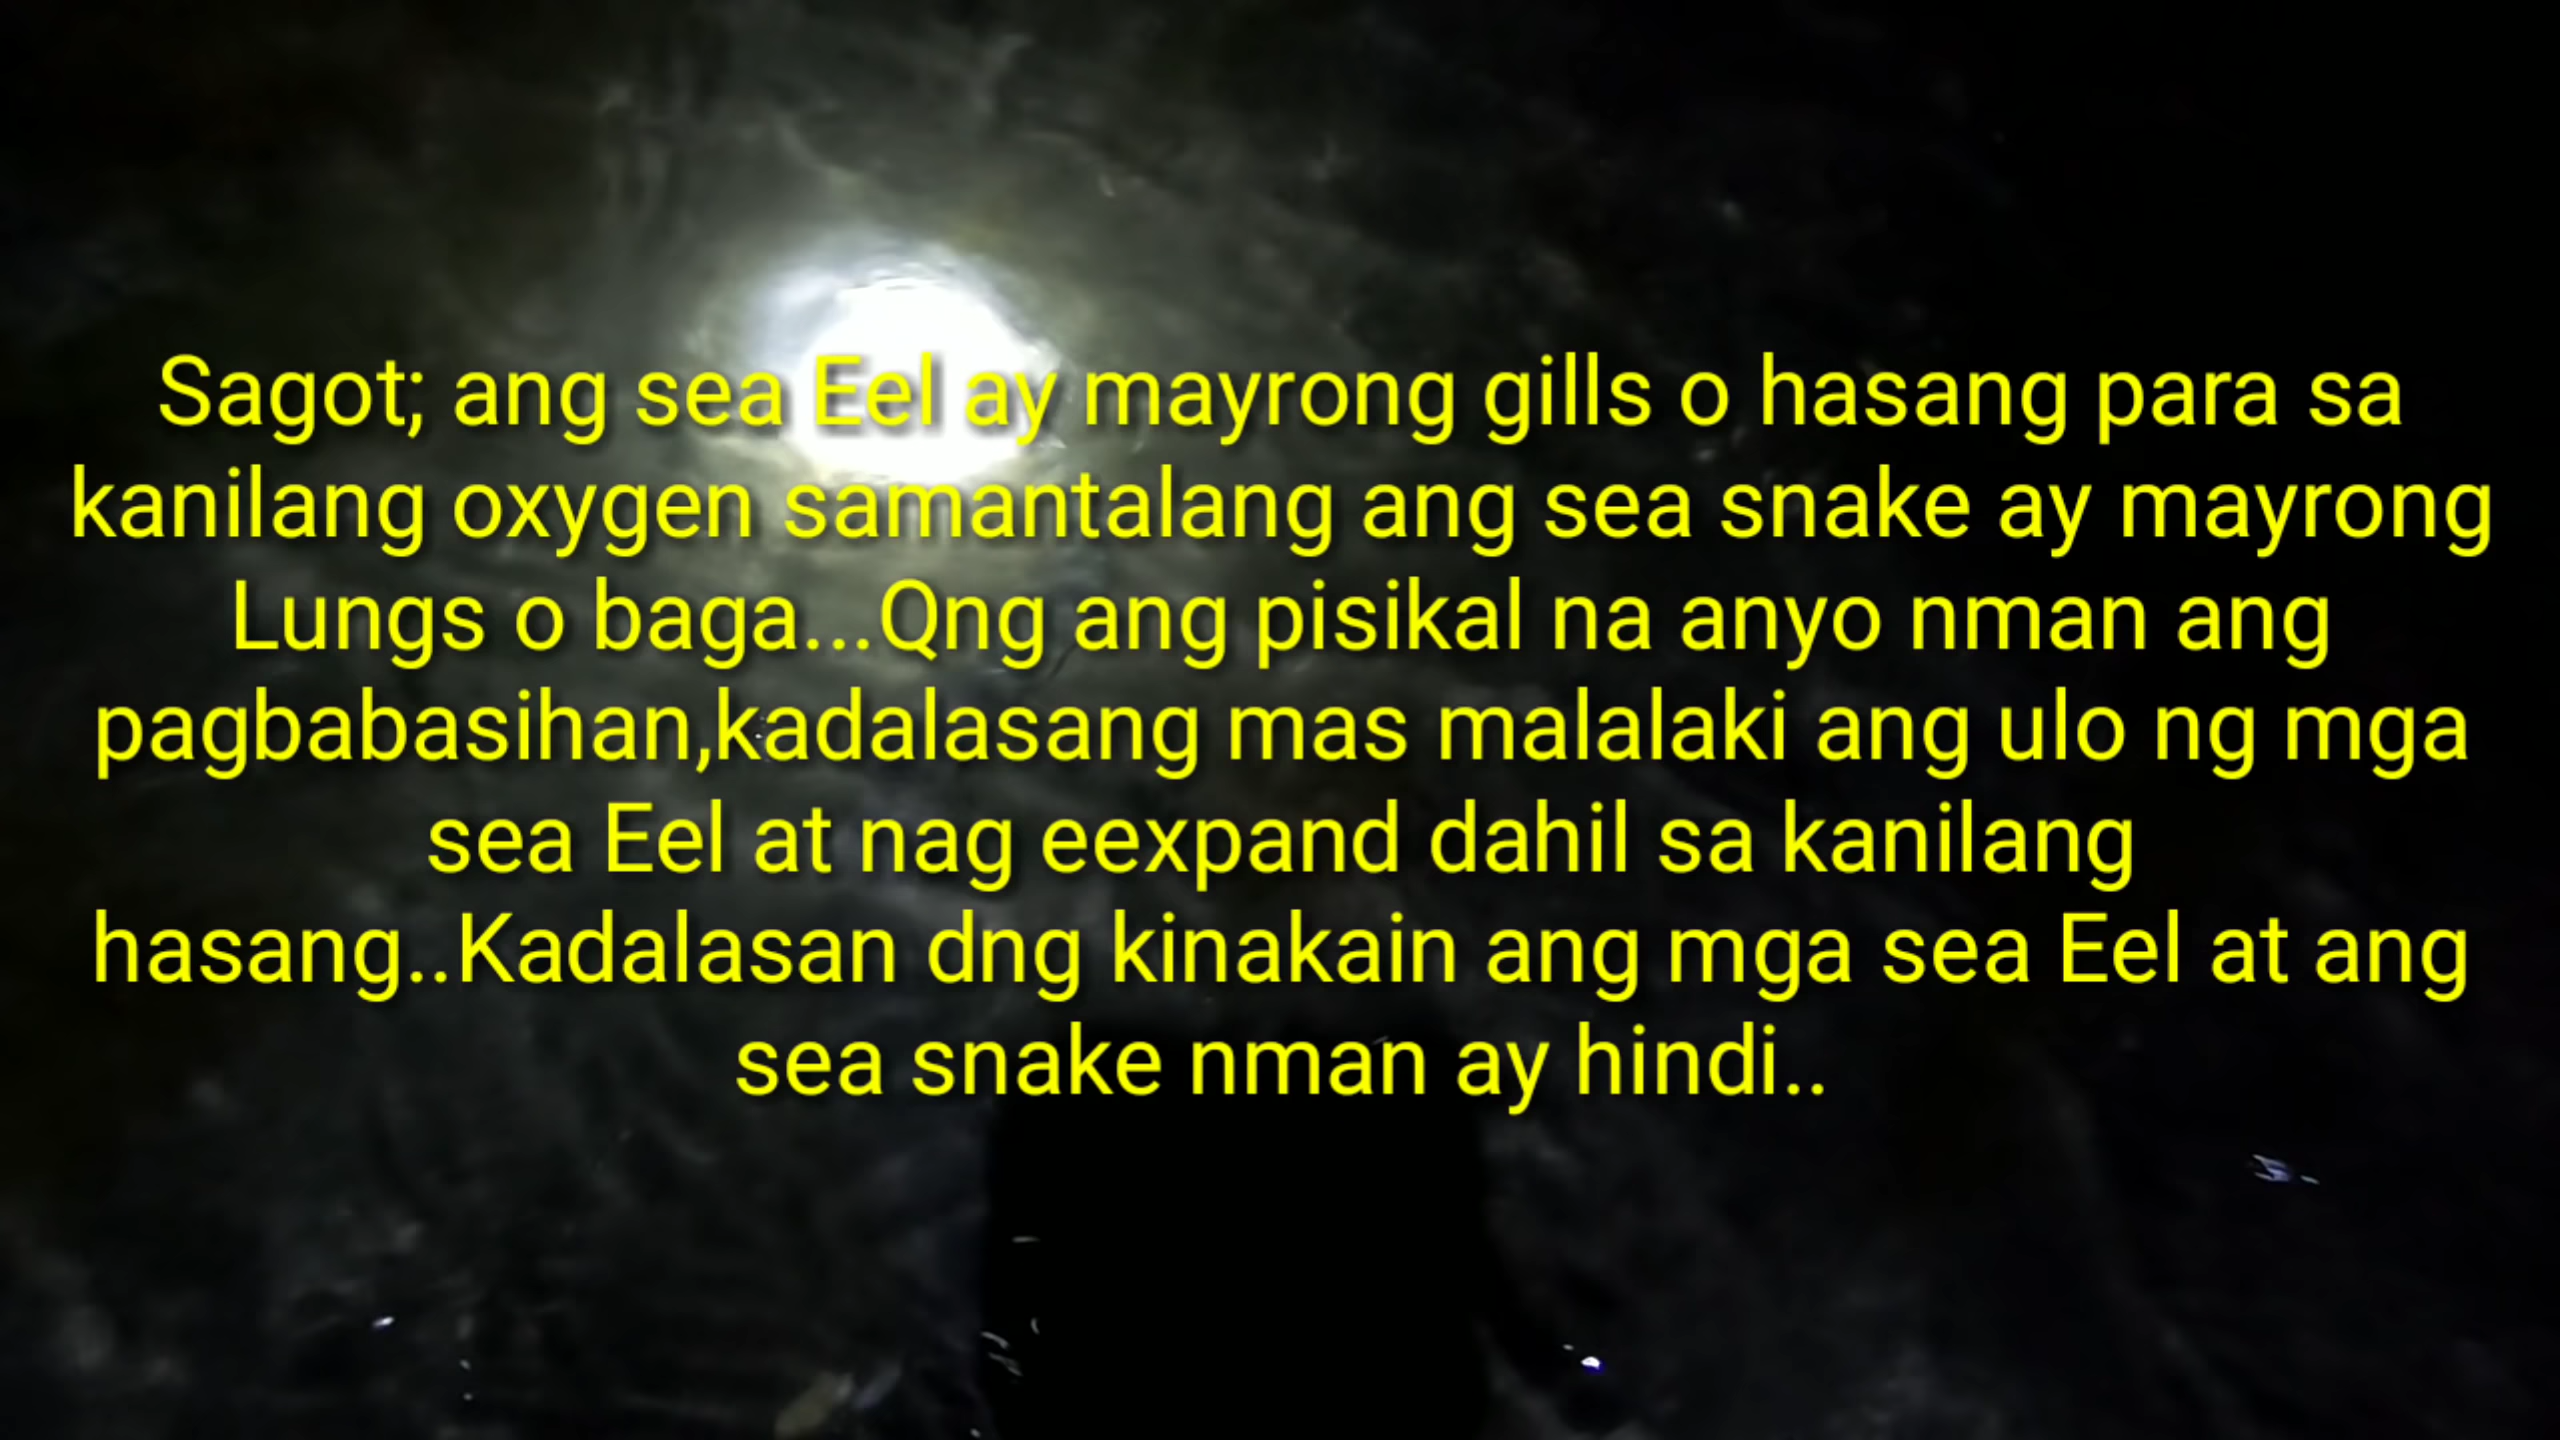 Sagot; ang sea Eel ay mayrong gills o hasang para sa
kanilang oxygen samantalang ang sea snake ay mayrong
Lungs o baga...Qng ang pisikal na anyo nman ang
pagbabasihan,kadalasang mas malalaki ang ulo ng mga
sea Eel at nag eexpand dahil sa kanilang
hasang..Kadalasan dng kinakain ang mga sea Eel at ang
sea snake nman ay hindi..